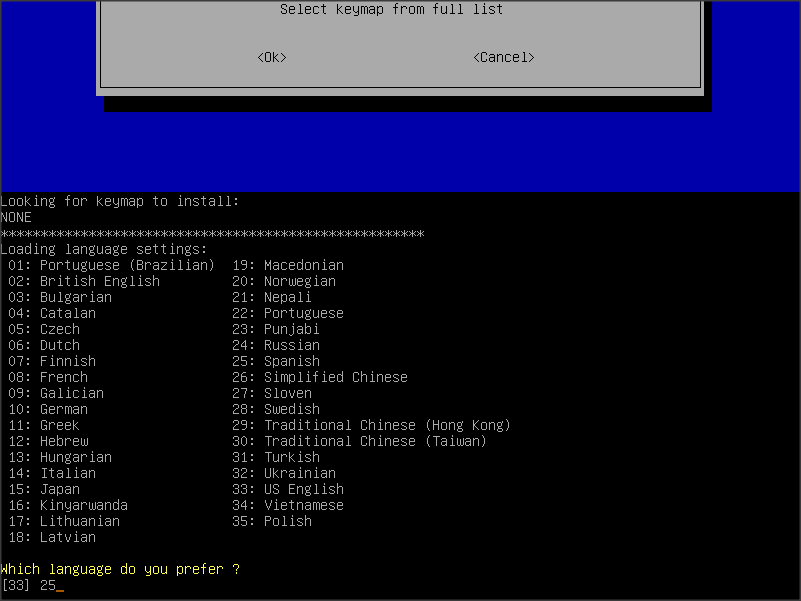 Select keymap from full list
<Ok> <Cancel>
Looking for keymap to install:
NONE
*****************************************************
Loading language settings:
01: Portuguese (Brazilian) 19: Macedonian
02: British English 20: Norwegian
03: Bulgarian 21: Nepali
04: Catalan 22: Portuguese
05: Czech 23: Punjabi
06: Dutch 24: Russian
07: Finnish 25: Spanish
08: French 26: Simplified Chinese
09: Galician 27: Sloven
10: German 28: Swedish
11: Greek 29: Traditional Chinese (Hong Kong)
12: Hebrew 30: Traditional Chinese (Taiwan)
13: Hungarian 31: Turkish
14: Italian 32: Ukrainian
15: Japan 33: US English
16: Kinyarwanda 34: Vietnamese
17: Lithuanian 35: Polish
18: Latvian
Which language do you prefer ?
[33] 25_